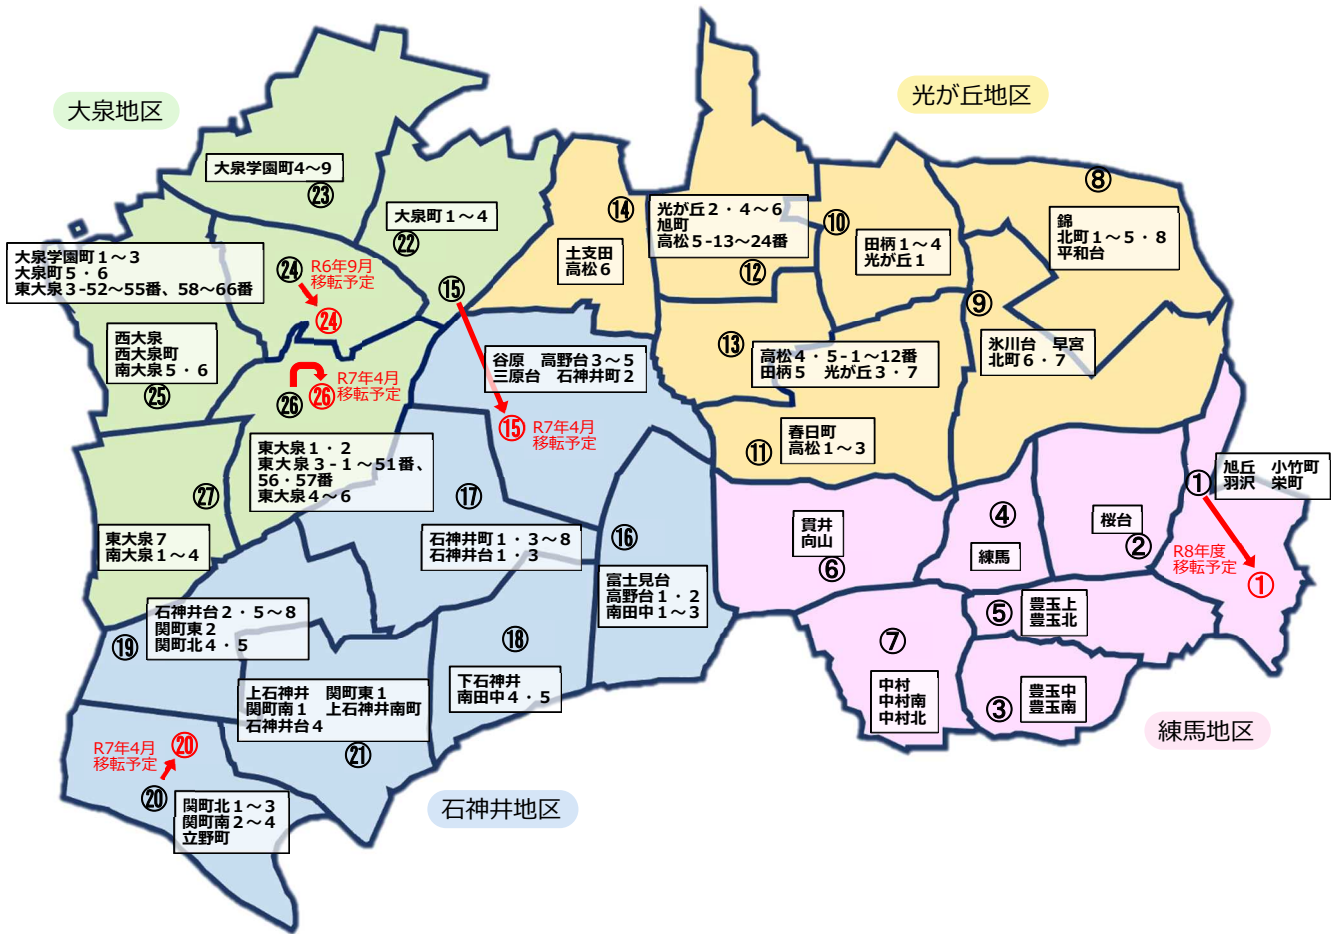 大泉地区
光が丘地区
大泉学園町4～9
㉓
大泉町１～４
㉒
⑭
土支田
高松６
光が丘２・４～６
旭町
高松５-13～24番
⑫
⑩
田柄１～４
光が丘１
⑧
錦
北町１～５・８
平和台
大泉学園町１～３
大泉町５・６
東大泉３-52～55番、58～66番
㉔
R6年9月
移転予定
㉔
⑮
⑨
氷川台　早宮
北町６・７
西大泉
西大泉町
南大泉５・６
㉕
㉖
㉖
R7年4月
移転予定
谷原　高野台３～５
三原台　石神井町２
⑮
R7年4月
移転予定
⑬
高松４・５-１～12番
田柄５　光が丘３・７
⑪
春日町
高松１～３
東大泉１・２
東大泉３-１～51番、
56・57番
東大泉４～６
㉗
東大泉７
南大泉１～４
⑰
石神井町１・３～８
石神井台１・３
⑯
富士見台
高野台１・２
南田中１～３
貫井
向山
⑥
④
練馬
桜台
②
①
旭丘　小竹町
羽沢　栄町
R8年度
移転予定
①
⑤
豊玉上
豊玉北
⑦
中村
中村南
中村北
③
豊玉中
豊玉南
練馬地区
石神井台２・５～８
関町東２
関町北４・５
⑲
⑱
下石神井
南田中４・５
上石神井　関町東１
関町南１　上石神井南町
石神井台４
㉑
R7年4月
移転予定
⑳
⑳
関町北１～３
関町南２～４
立野町
石神井地区